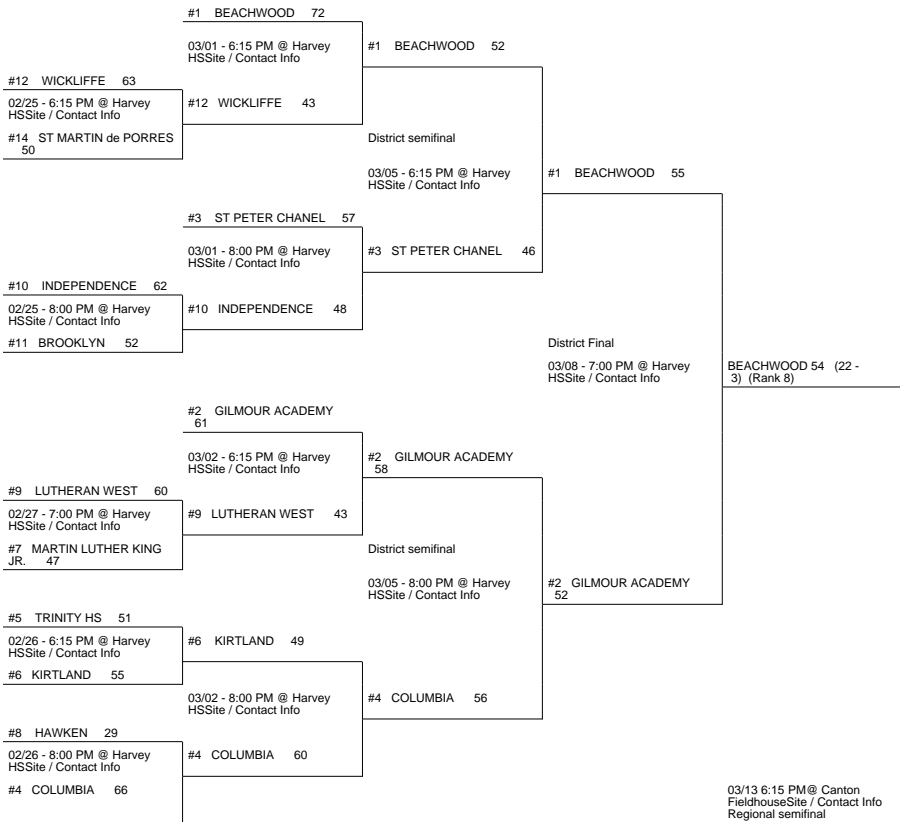 #1 BEACHWOOD 72
03/01 - 6:15 PM @ Harvey
HSSite / Contact Info
#1 BEACHWOOD 52
#12 WICKLIFFE 63
02/25 - 6:15 PM @ Harvey
HSSite / Contact Info
#12 WICKLIFFE 43
#14 ST MARTIN de PORRES
50
District semifinal
03/05 - 6:15 PM @ Harvey
HSSite / Contact Info
#1 BEACHWOOD 55
#3 ST PETER CHANEL 57
03/01 - 8:00 PM @ Harvey
HSSite / Contact Info
#3 ST PETER CHANEL 46
#10 INDEPENDENCE 62
02/25 - 8:00 PM @ Harvey
HSSite / Contact Info
#10 INDEPENDENCE 48
#11 BROOKLYN 52
District Final
03/08 - 7:00 PM @ Harvey
HSSite / Contact Info
BEACHWOOD 54 (22 -
3) (Rank 8)
#2 GILMOUR ACADEMY
61
03/02 - 6:15 PM @ Harvey
HSSite / Contact Info
#2 GILMOUR ACADEMY
58
#9 LUTHERAN WEST 60
02/27 - 7:00 PM @ Harvey
HSSite / Contact Info
#9 LUTHERAN WEST 43
#7 MARTIN LUTHER KING
JR. 47
District semifinal
03/05 - 8:00 PM @ Harvey
HSSite / Contact Info
#2 GILMOUR ACADEMY
52
#5 TRINITY HS 51
02/26 - 6:15 PM @ Harvey
HSSite / Contact Info
#6 KIRTLAND 49
#6 KIRTLAND 55
03/02 - 8:00 PM @ Harvey
HSSite / Contact Info
#4 COLUMBIA 56
#8 HAWKEN 29
02/26 - 8:00 PM @ Harvey
HSSite / Contact Info
#4 COLUMBIA 60
#4 COLUMBIA 66
03/13 6:15 PM@ Canton
FieldhouseSite / Contact Info
Regional semifinal